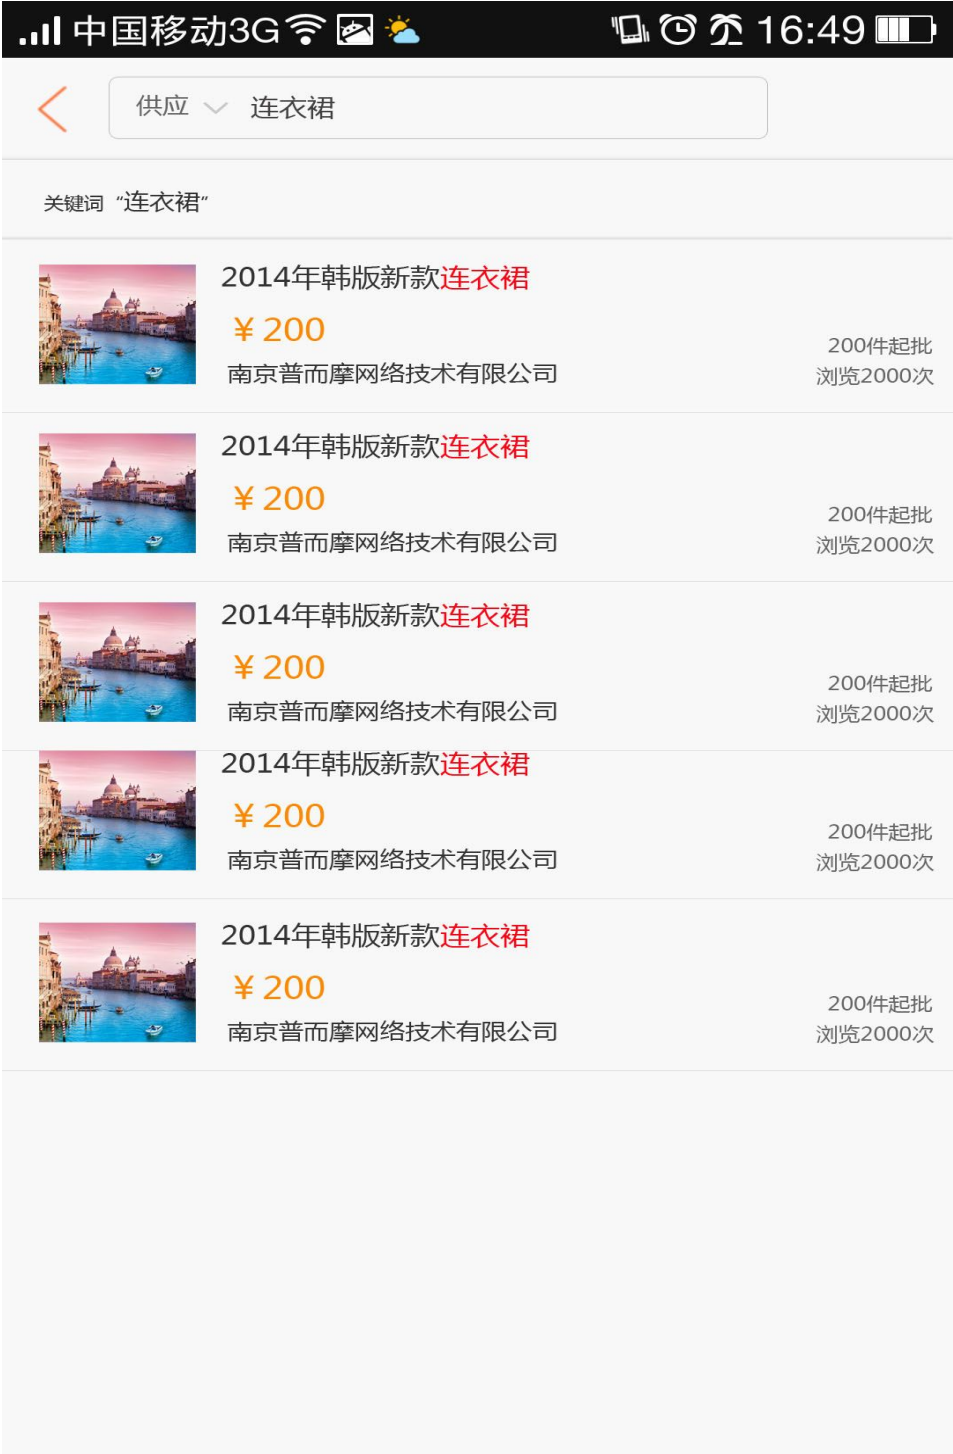 中国移动3G 16:49
供应 连衣裙
关键词 “连衣裙”
2014年韩版新款连衣裙
¥ 200
200件起批
南京普而摩网络技术有限公司
浏览2000次
2014年韩版新款连衣裙
¥ 200
200件起批
南京普而摩网络技术有限公司
浏览2000次
2014年韩版新款连衣裙
¥ 200
200件起批
南京普而摩网络技术有限公司
浏览2000次
2014年韩版新款连衣裙
¥ 200
200件起批
南京普而摩网络技术有限公司
浏览2000次
2014年韩版新款连衣裙
¥ 200
200件起批
南京普而摩网络技术有限公司
浏览2000次